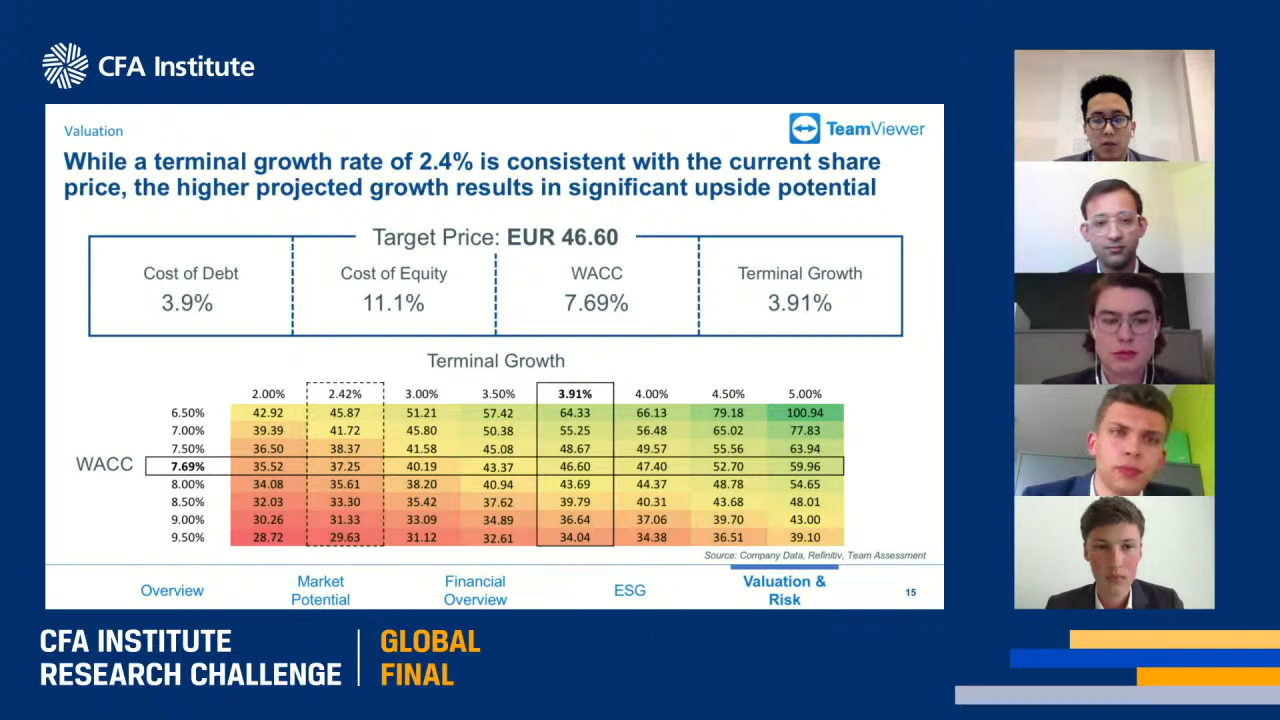 CFA Institute
Valuation
TeamViewer
While a terminal growth rate of 2.4% is consistent with the current share
price, the higher projected growth results in significant upside potential
Target Price: EUR 46.60
Cost of Debt Cost of Equity WACC Terminal Growth
3.9% 11.1% 7.69% 3.91%
Terminal Growth
2.00% 2.42% 3.00% 3.50% 3.91% 4.00% 4.50% 5.00%
6.50% 42.92 45.87 51.21 57.42 64.33 66.13 79.18 100.94
7.00% 39.39 41.72 45.80 50.38 55.25 56.48 65.02 77.83
7.50% 36.50 38.37 41.58 45.08 48.67 49.57 55.56 63.94
WACC 7.69% 35.52 37.25 40.19 43.37 46.60 47.40 52.70 59.96
8.00% 34.08 35.61 38.20 40.94 43.69 44.37 48.78 54.65
8.50% 32.03 33.30 35.42 37.62 39.79 40.31 43.68 48.01
9.00% 30.26 31.33 33.09 34.89 36.64 37.06 39.70 43.00
9.50% 28.72 29.63 31.12 32.61 34.04 34.38 36.51 39.10
Source: Company Data, Refinitiv, Team Assessment
Overview
Market
Potential
Financial
Overview
ESG
Valuation &
Risk
15
CFA INSTITUTE
RESEARCH CHALLENGE
GLOBAL
FINAL